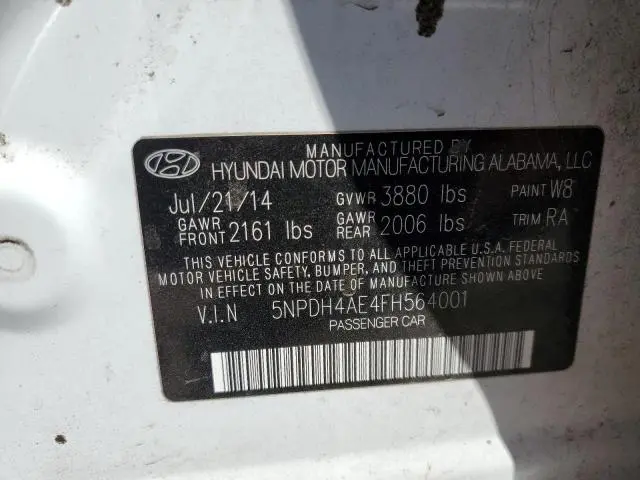 MANUFACTURED BY
HYUNDAI MOTOR MANUFACTURING ALABAMA, LLC
Jul/21/14 GVWR 3880 lbs PAINT W8
GAWR FRONT 2161 lbs GAWR REAR 2006 lbs TRIM RA
THIS VEHICLE CONFORMS TO ALL APPLICABLE U.S.A. FEDERAL
MOTOR VEHICLE SAFETY, BUMPER, AND THEFT PREVENTION STANDARDS
IN EFFECT ON THE DATE OF MANUFACTURE SHOWN ABOVE.
V.I.N 5NPDH4AE4FH564001
PASSENGER CAR